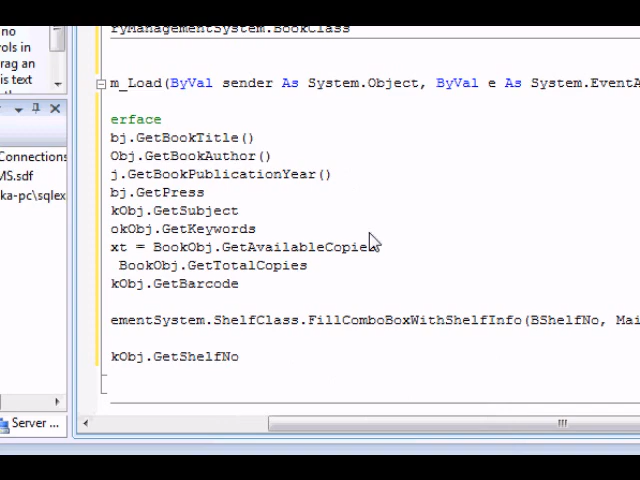 ryManagementSystem.BookClass
no
ols in
rag an
is text
m_Load(ByVal sender As System.Object, ByVal e As System.EventA
erface
bj.GetBookTitle()
Obj.GetBookAuthor()
j.GetBookPublicationYear()
bj.GetPress
kObj.GetSubject
okObj.GetKeywords
xt = BookObj.GetAvailableCopies
BookObj.GetTotalCopies
kObj.GetBarcode
ementSystem.ShelfClass.FillComboBoxWithShelfInfo(BShelfNo, Mai
kObj.GetShelfNo
Connections
MS.sdf
ka-pc\sqlex
Server ...